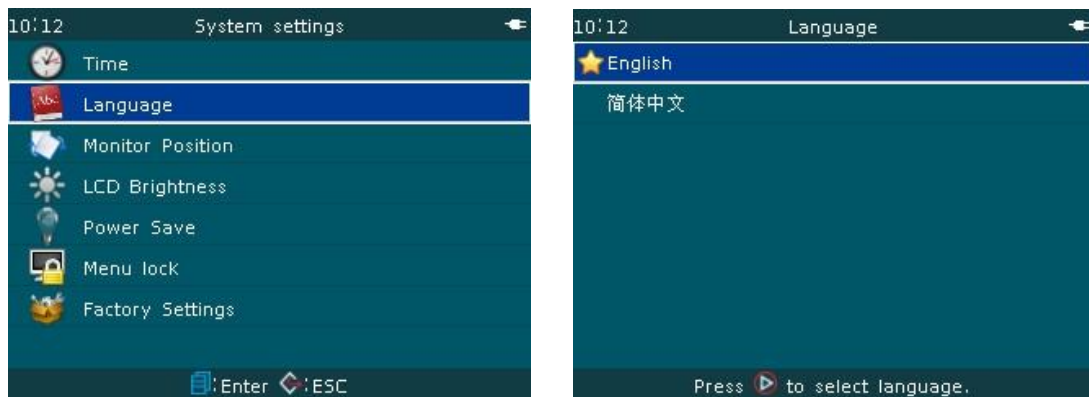 10:12 System settings
Time
Abc
Language
Monitor Position
LCD Brightness
Power Save
Menu lock
Factory Settings
:Enter :ESC
10:12 Language
English
简体中文
Press to select language.